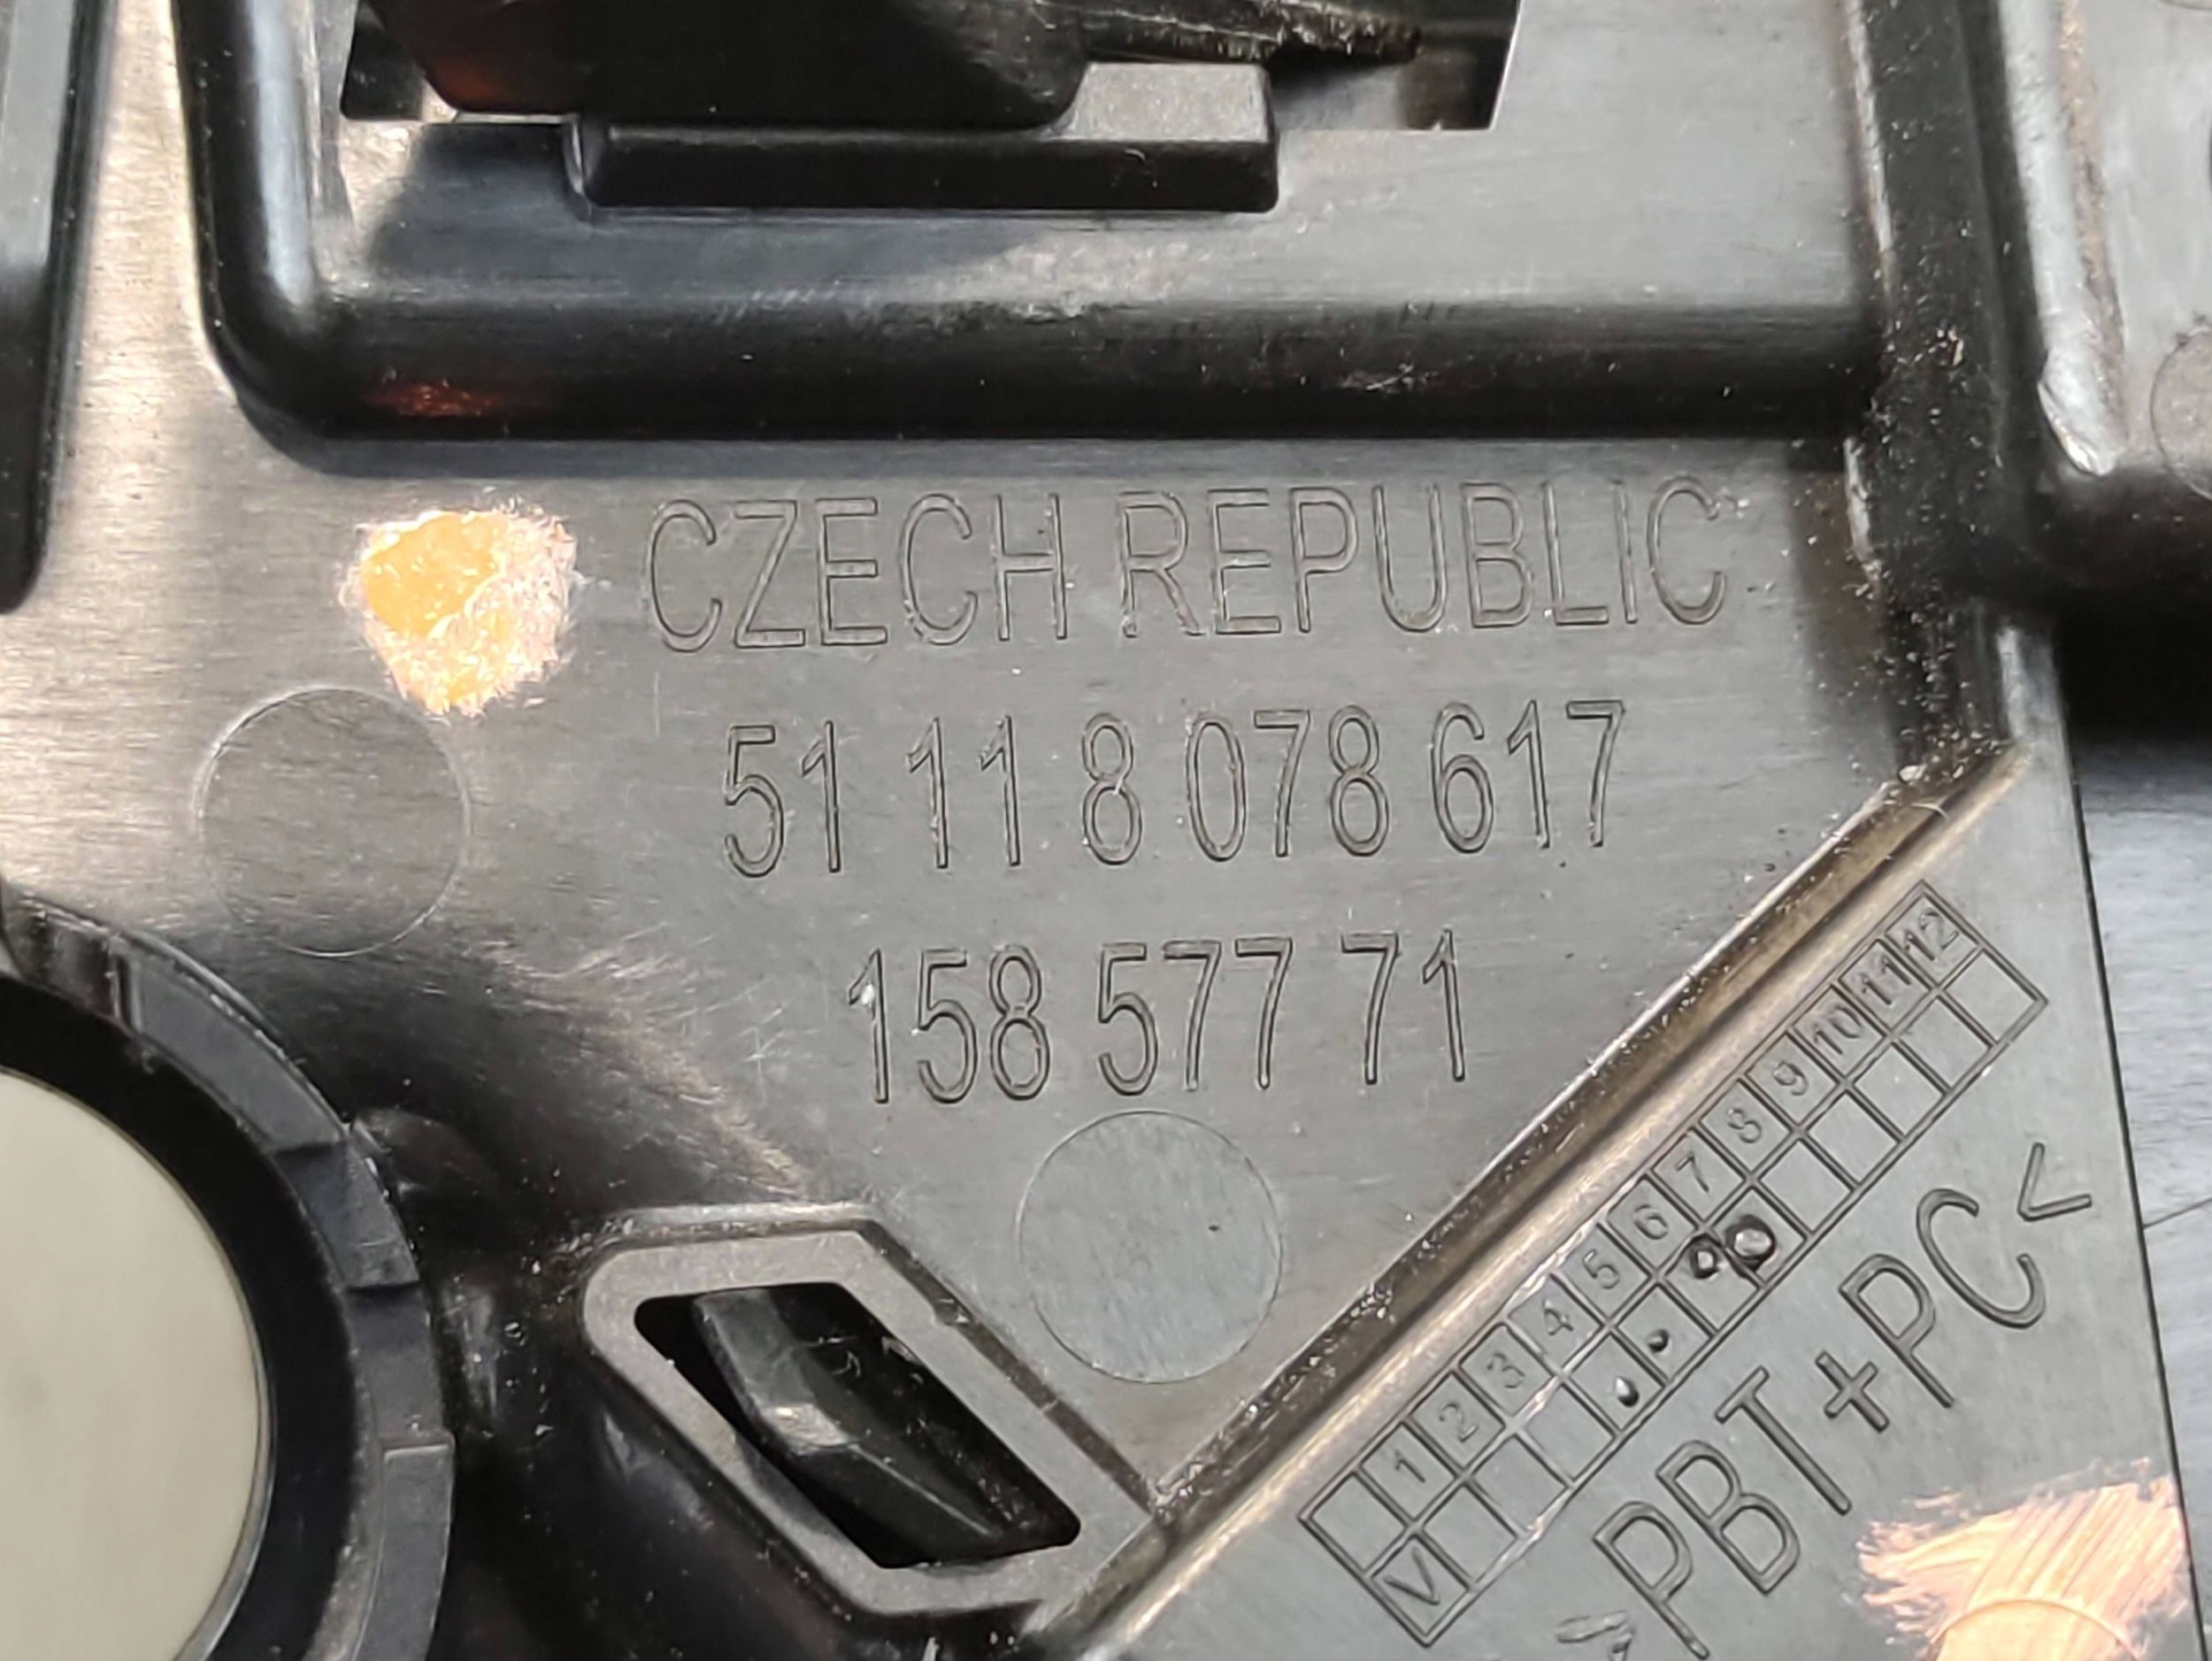 CZECH REPUBLIC
51 11 8 078 617
158 577 71
1 2 3 4 5 6 7 8 9 10 11 12
V
>PBT+PC<